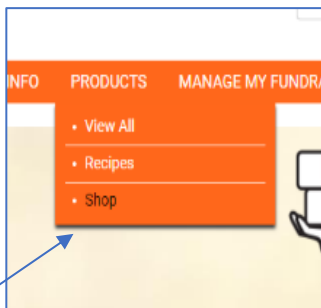 INFO PRODUCTS MANAGE MY FUNDRA
• View All
• Recipes
• Shop